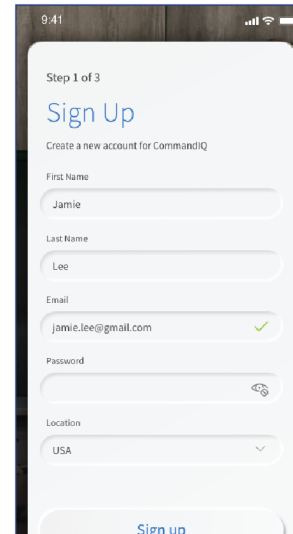 9:41
Step 1 of 3
Sign Up
Create a new account for CommandIQ
First Name
Jamie
Last Name
Lee
Email
jamie.lee@gmail.com
Password
Location
USA
Sign up